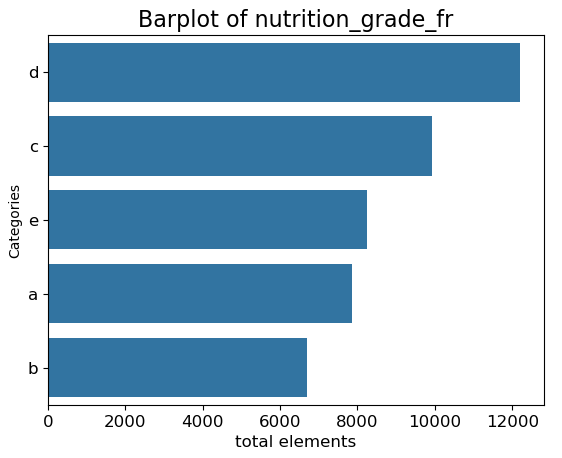 Barplot of nutrition_grade_fr
Categories
d
c
e
a
b
0 2000 4000 6000 8000 10000 12000
total elements